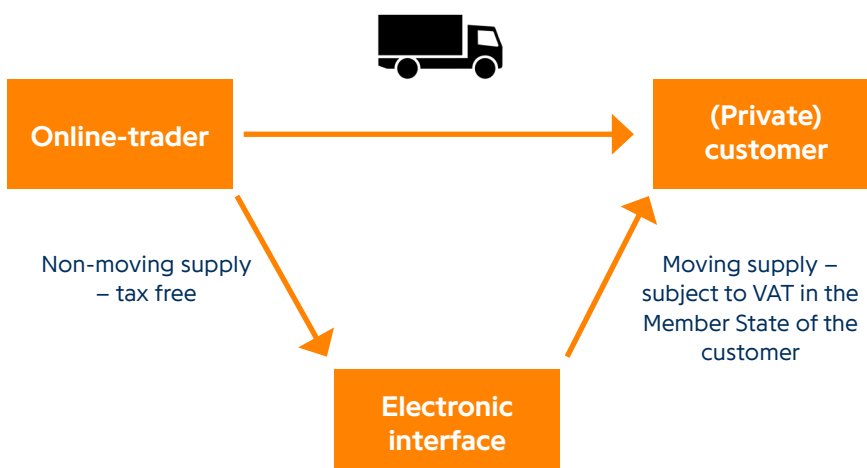 Online-trader
(Private)
customer
Non-moving supply
– tax free
Moving supply –
subject to VAT in the
Member State of the
customer
Electronic
interface